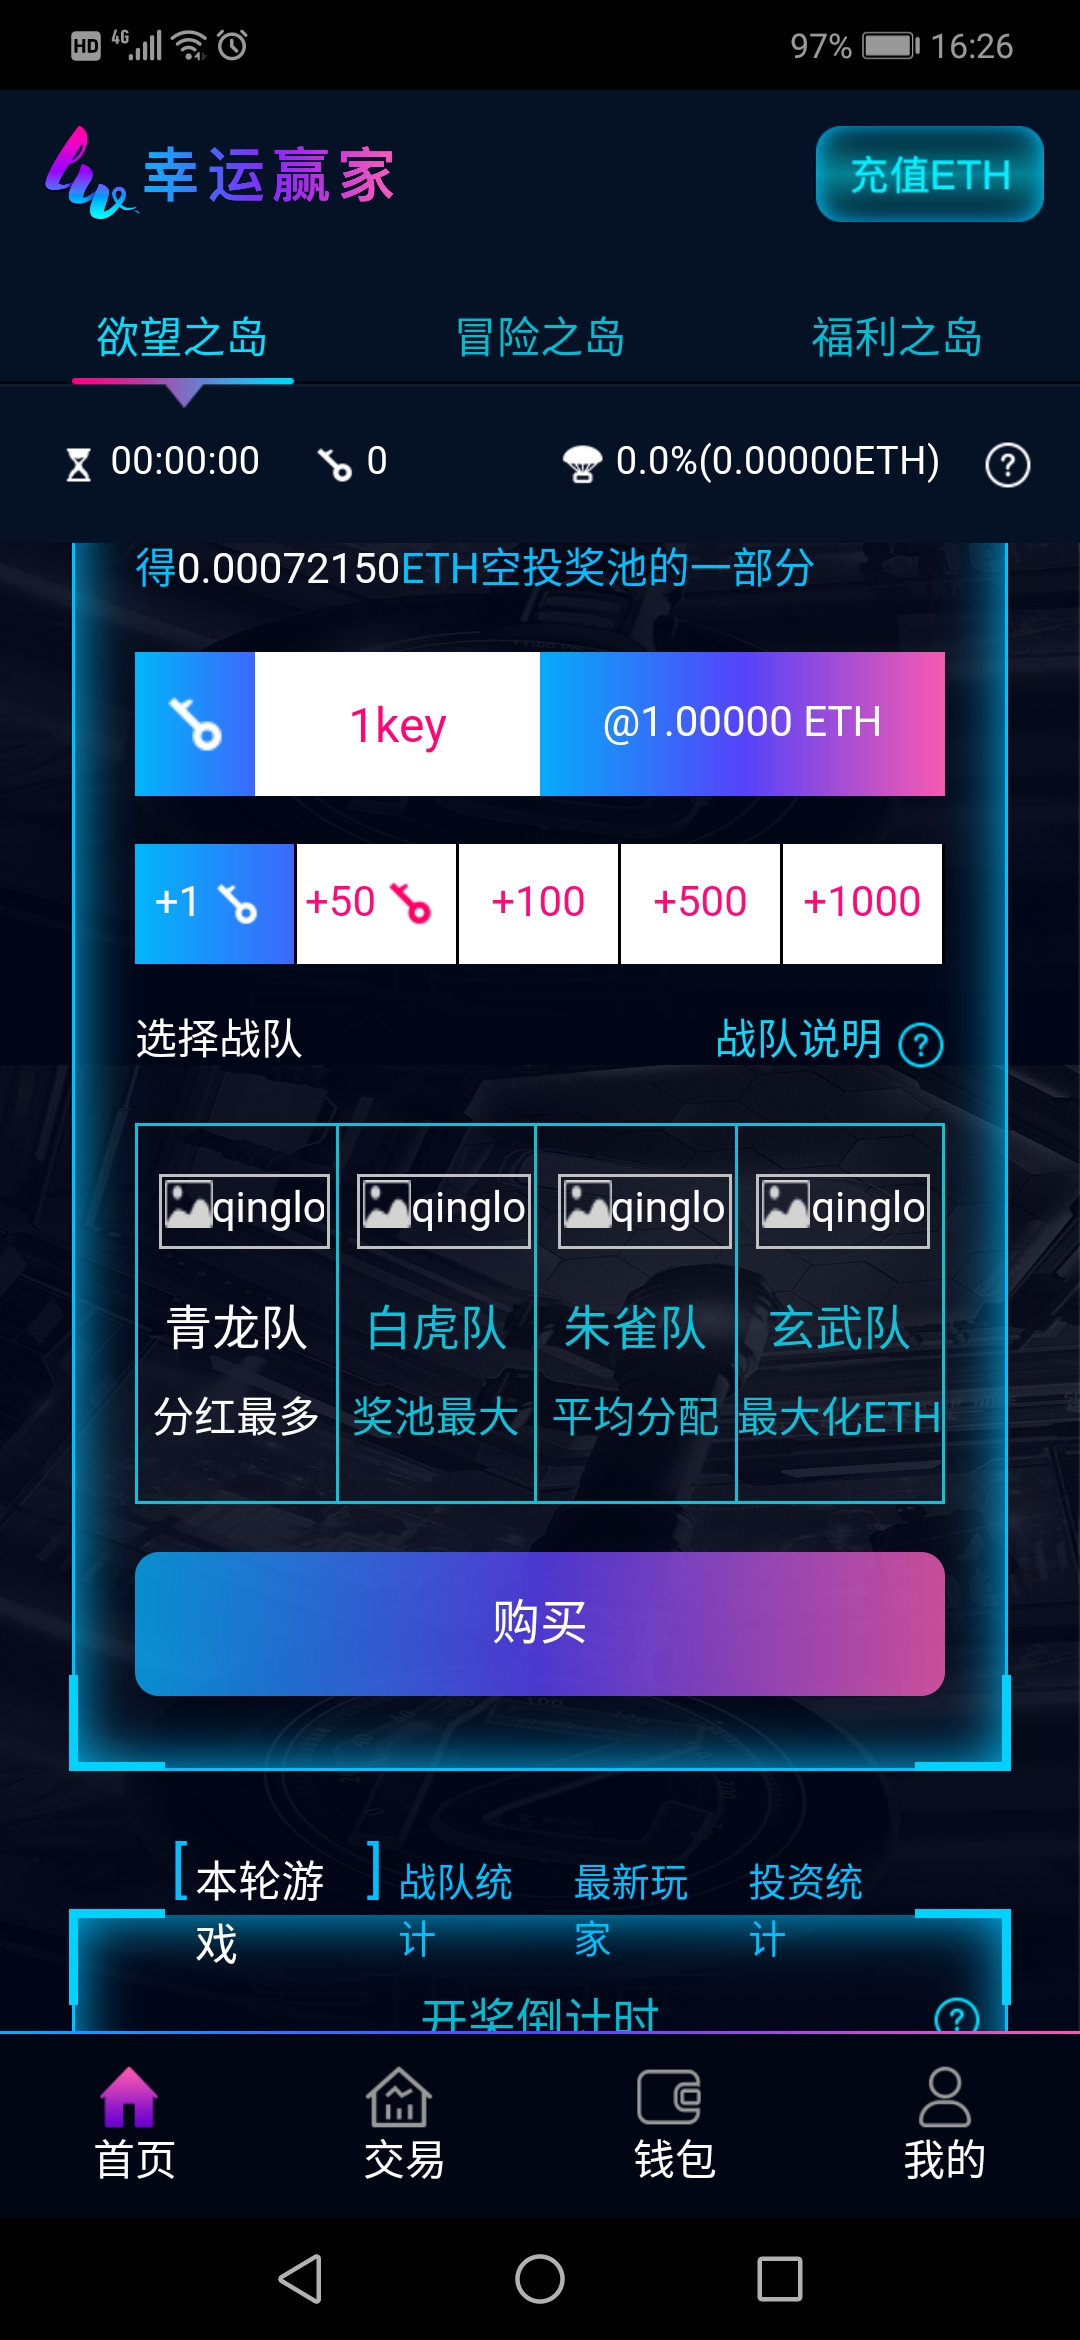 HD 4G 97% 16:26
幸运赢家
充值ETH
欲望之岛 冒险之岛 福利之岛
00:00:00 0 0.0%(0.00000ETH) ?
得0.00072150ETH空投奖池的一部分
1key @1.00000 ETH
+1 +50 +100 +500 +1000
选择战队 战队说明 ?
qinglo qinglo qinglo qinglo
青龙队 白虎队 朱雀队 玄武队
分红最多 奖池最大 平均分配 最大化ETH
购买
[本轮游 ] 战队统 最新玩 投资统
戏 计 家 计
开奖倒计时 ?
首页 交易 钱包 我的